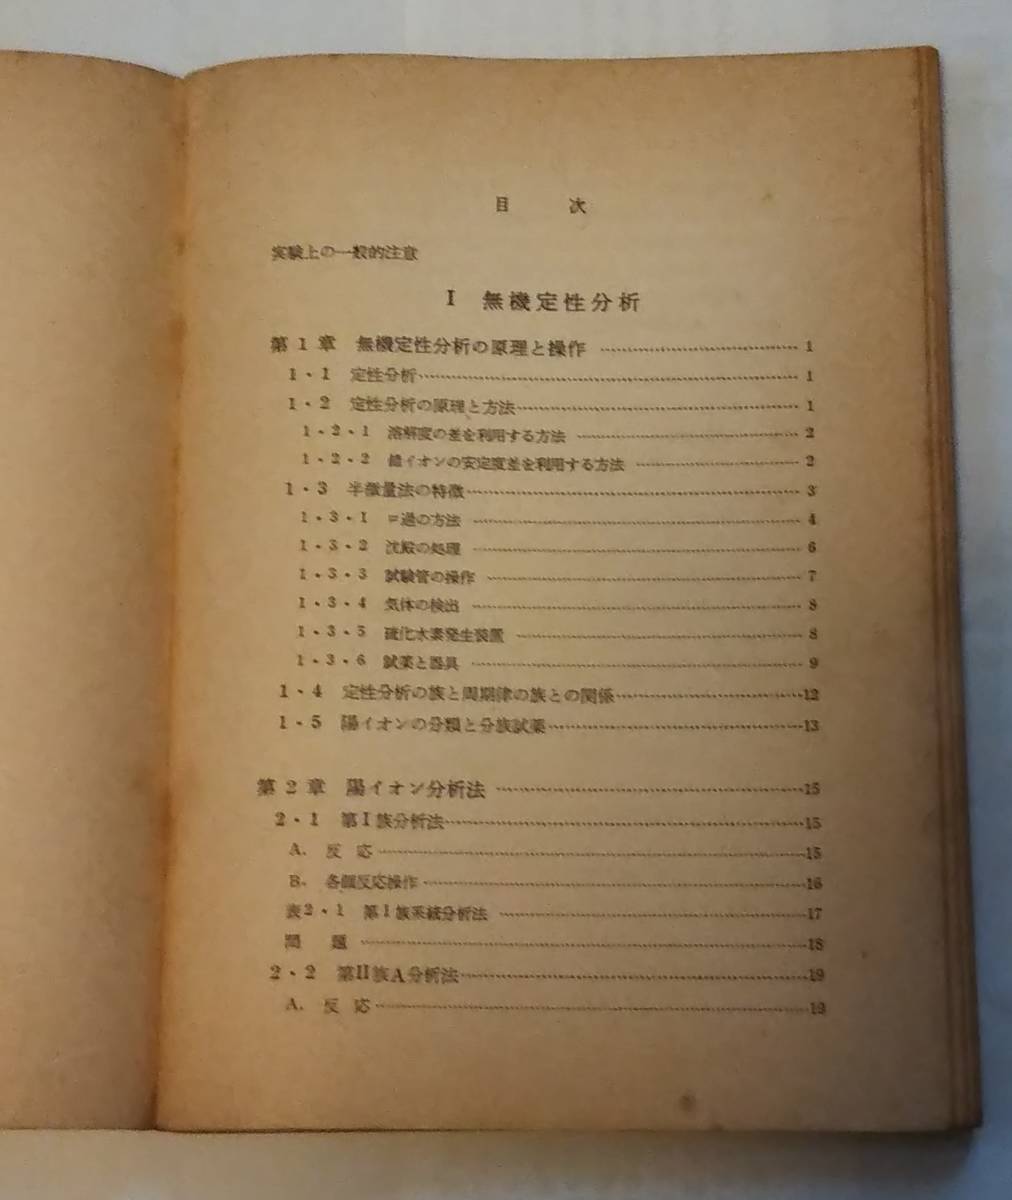 目　次
実験上の一般的注意
I 無機定性分析
第1章 無機定性分析の原理と操作 1
1・1 定性分析 1
1・2 定性分析の原理と方法 1
1・2・1 溶解度の差を利用する方法 2
1・2・2 錯イオンの安定度差を利用する方法 2
1・3 半微量法の特徴 3
1・3・1 過の方法 4
1・3・2 沈殿の処理 6
1・3・3 試験管の操作 7
1・3・4 気体の検出 8
1・3・5 硫化水素発生装置 8
1・3・6 試薬と器具 9
1・4 定性分析の族と周期律の族との関係 12
1・5 陽イオンの分類と分族試薬 13
第2章 陽イオン分析法 15
2・1 第I族分析法 15
A. 反応 15
B. 各個反応操作 16
表2・1 第I族系統分析法 17
問題 18
2・2 第II族A分析法 19
A. 反応 19